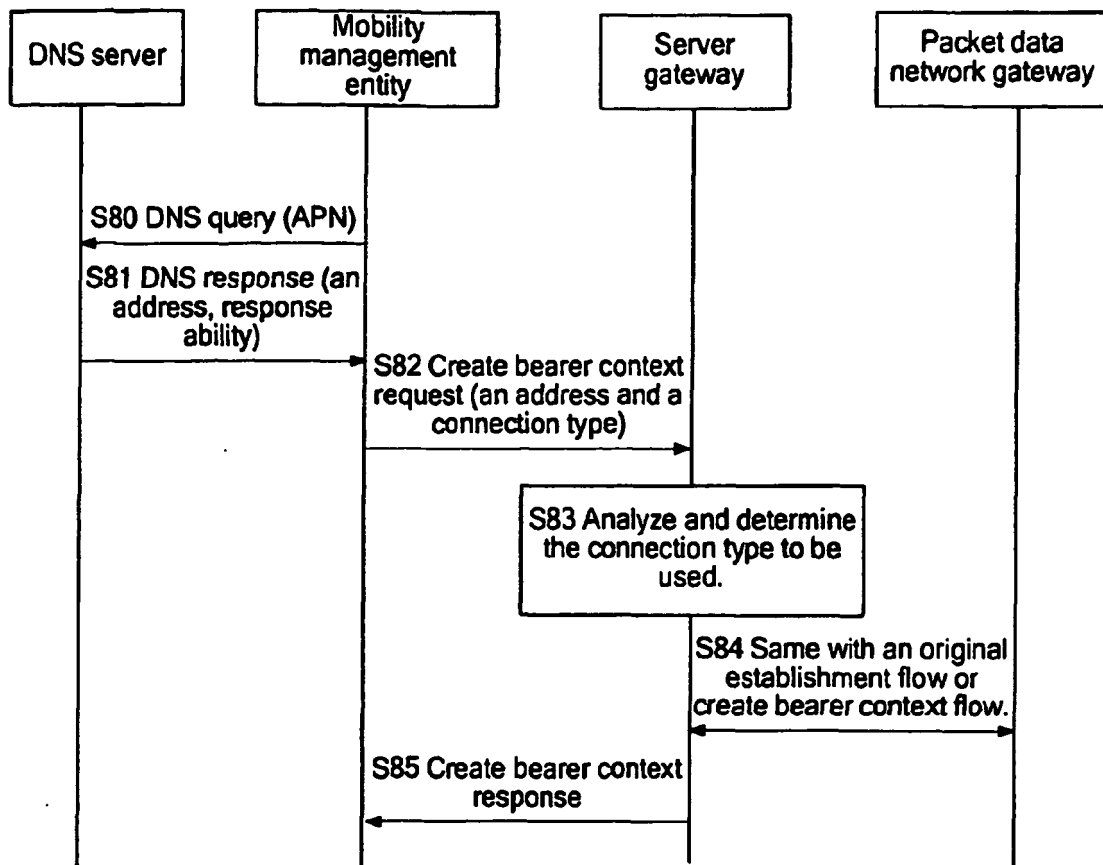 DNS server
Mobility
management
entity
Server
gateway
Packet data
network gateway
S80 DNS query (APN)
S81 DNS response (an
address, response
ability)
S82 Create bearer context
request (an address and a
connection type)
S83 Analyze and determine
the connection type to be
used.
S84 Same with an original
establishment flow or
create bearer context flow.
S85 Create bearer context
response